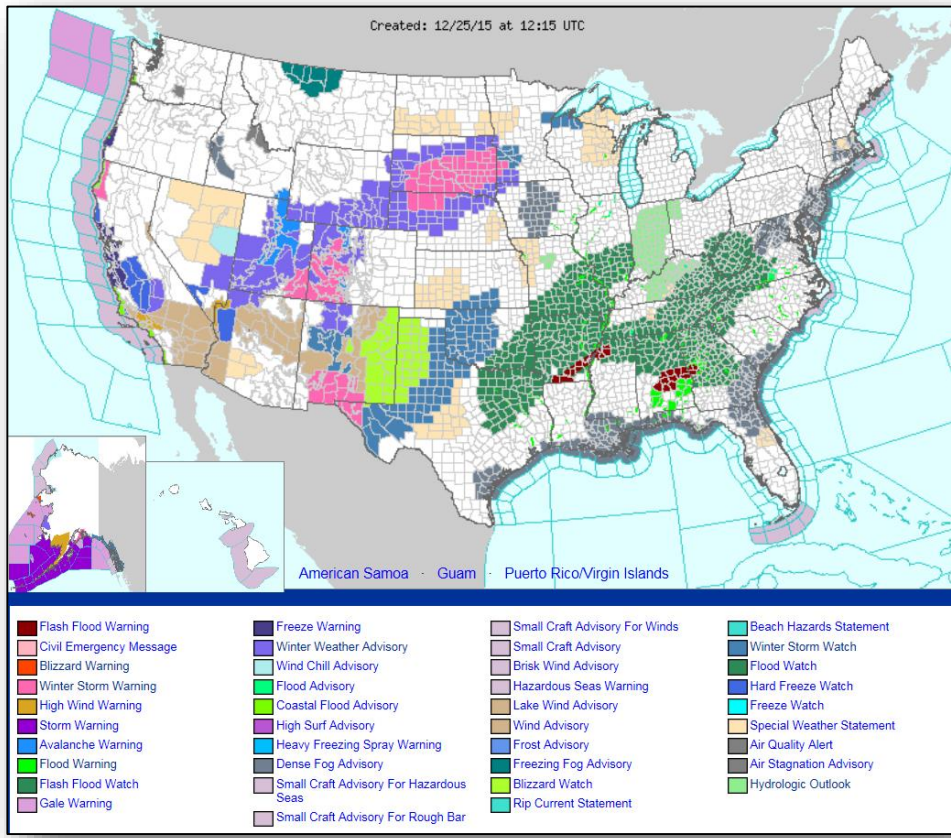 Created: 12/25/15 at 12:15 UTC
American Samoa - Guam - Puerto Rico/Virgin Islands
Flash Flood Warning
Civil Emergency Message
Blizzard Warning
Winter Storm Warning
High Wind Warning
Storm Warning
Avalanche Warning
Flood Warning
Flash Flood Watch
Gale Warning
Freeze Warning
Winter Weather Advisory
Wind Chill Advisory
Flood Advisory
Coastal Flood Advisory
High Surf Advisory
Heavy Freezing Spray Warning
Dense Fog Advisory
Small Craft Advisory For Hazardous
Seas
Small Craft Advisory For Rough Bar
Small Craft Advisory For Winds
Small Craft Advisory
Brisk Wind Advisory
Hazardous Seas Warning
Lake Wind Advisory
Wind Advisory
Frost Advisory
Freezing Fog Advisory
Blizzard Watch
Rip Current Statement
Beach Hazards Statement
Winter Storm Watch
Flood Watch
Hard Freeze Watch
Freeze Watch
Special Weather Statement
Air Quality Alert
Air Stagnation Advisory
Hydrologic Outlook